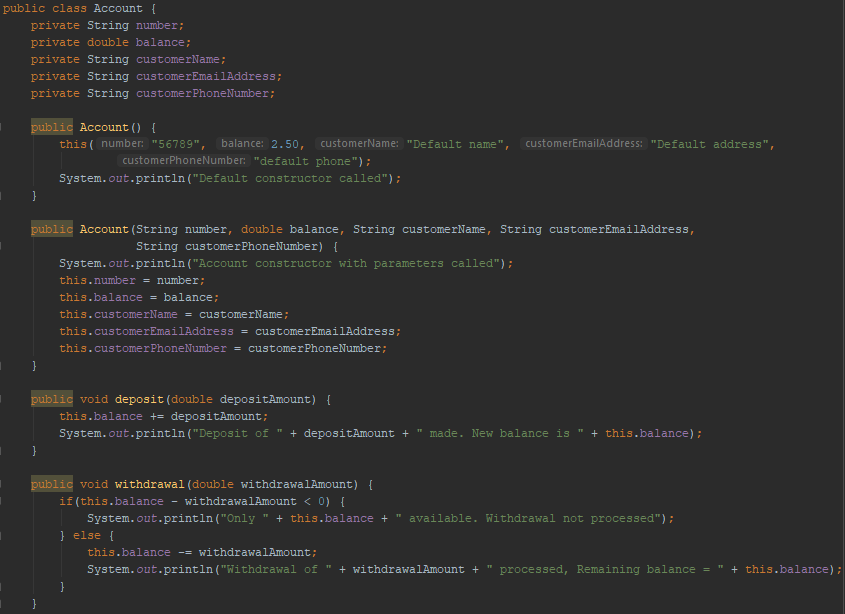 public class Account {
    private String number;
    private double balance;
    private String customerName;
    private String customerEmailAddress;
    private String customerPhoneNumber;

    public Account() {
        this( number: "56789", balance: 2.50, customerName: "Default name", customerEmailAddress: "Default address",
                customerPhoneNumber: "default phone");
        System.out.println("Default constructor called");
    }

    public Account(String number, double balance, String customerName, String customerEmailAddress,
                   String customerPhoneNumber) {
        System.out.println("Account constructor with parameters called");
        this.number = number;
        this.balance = balance;
        this.customerName = customerName;
        this.customerEmailAddress = customerEmailAddress;
        this.customerPhoneNumber = customerPhoneNumber;
    }

    public void deposit(double depositAmount) {
        this.balance += depositAmount;
        System.out.println("Deposit of " + depositAmount + " made. New balance is " + this.balance);
    }

    public void withdrawal(double withdrawalAmount) {
        if(this.balance - withdrawalAmount < 0) {
            System.out.println("Only " + this.balance + " available. Withdrawal not processed");
        } else {
            this.balance -= withdrawalAmount;
            System.out.println("Withdrawal of " + withdrawalAmount + " processed, Remaining balance = " + this.balance);
        }
    }